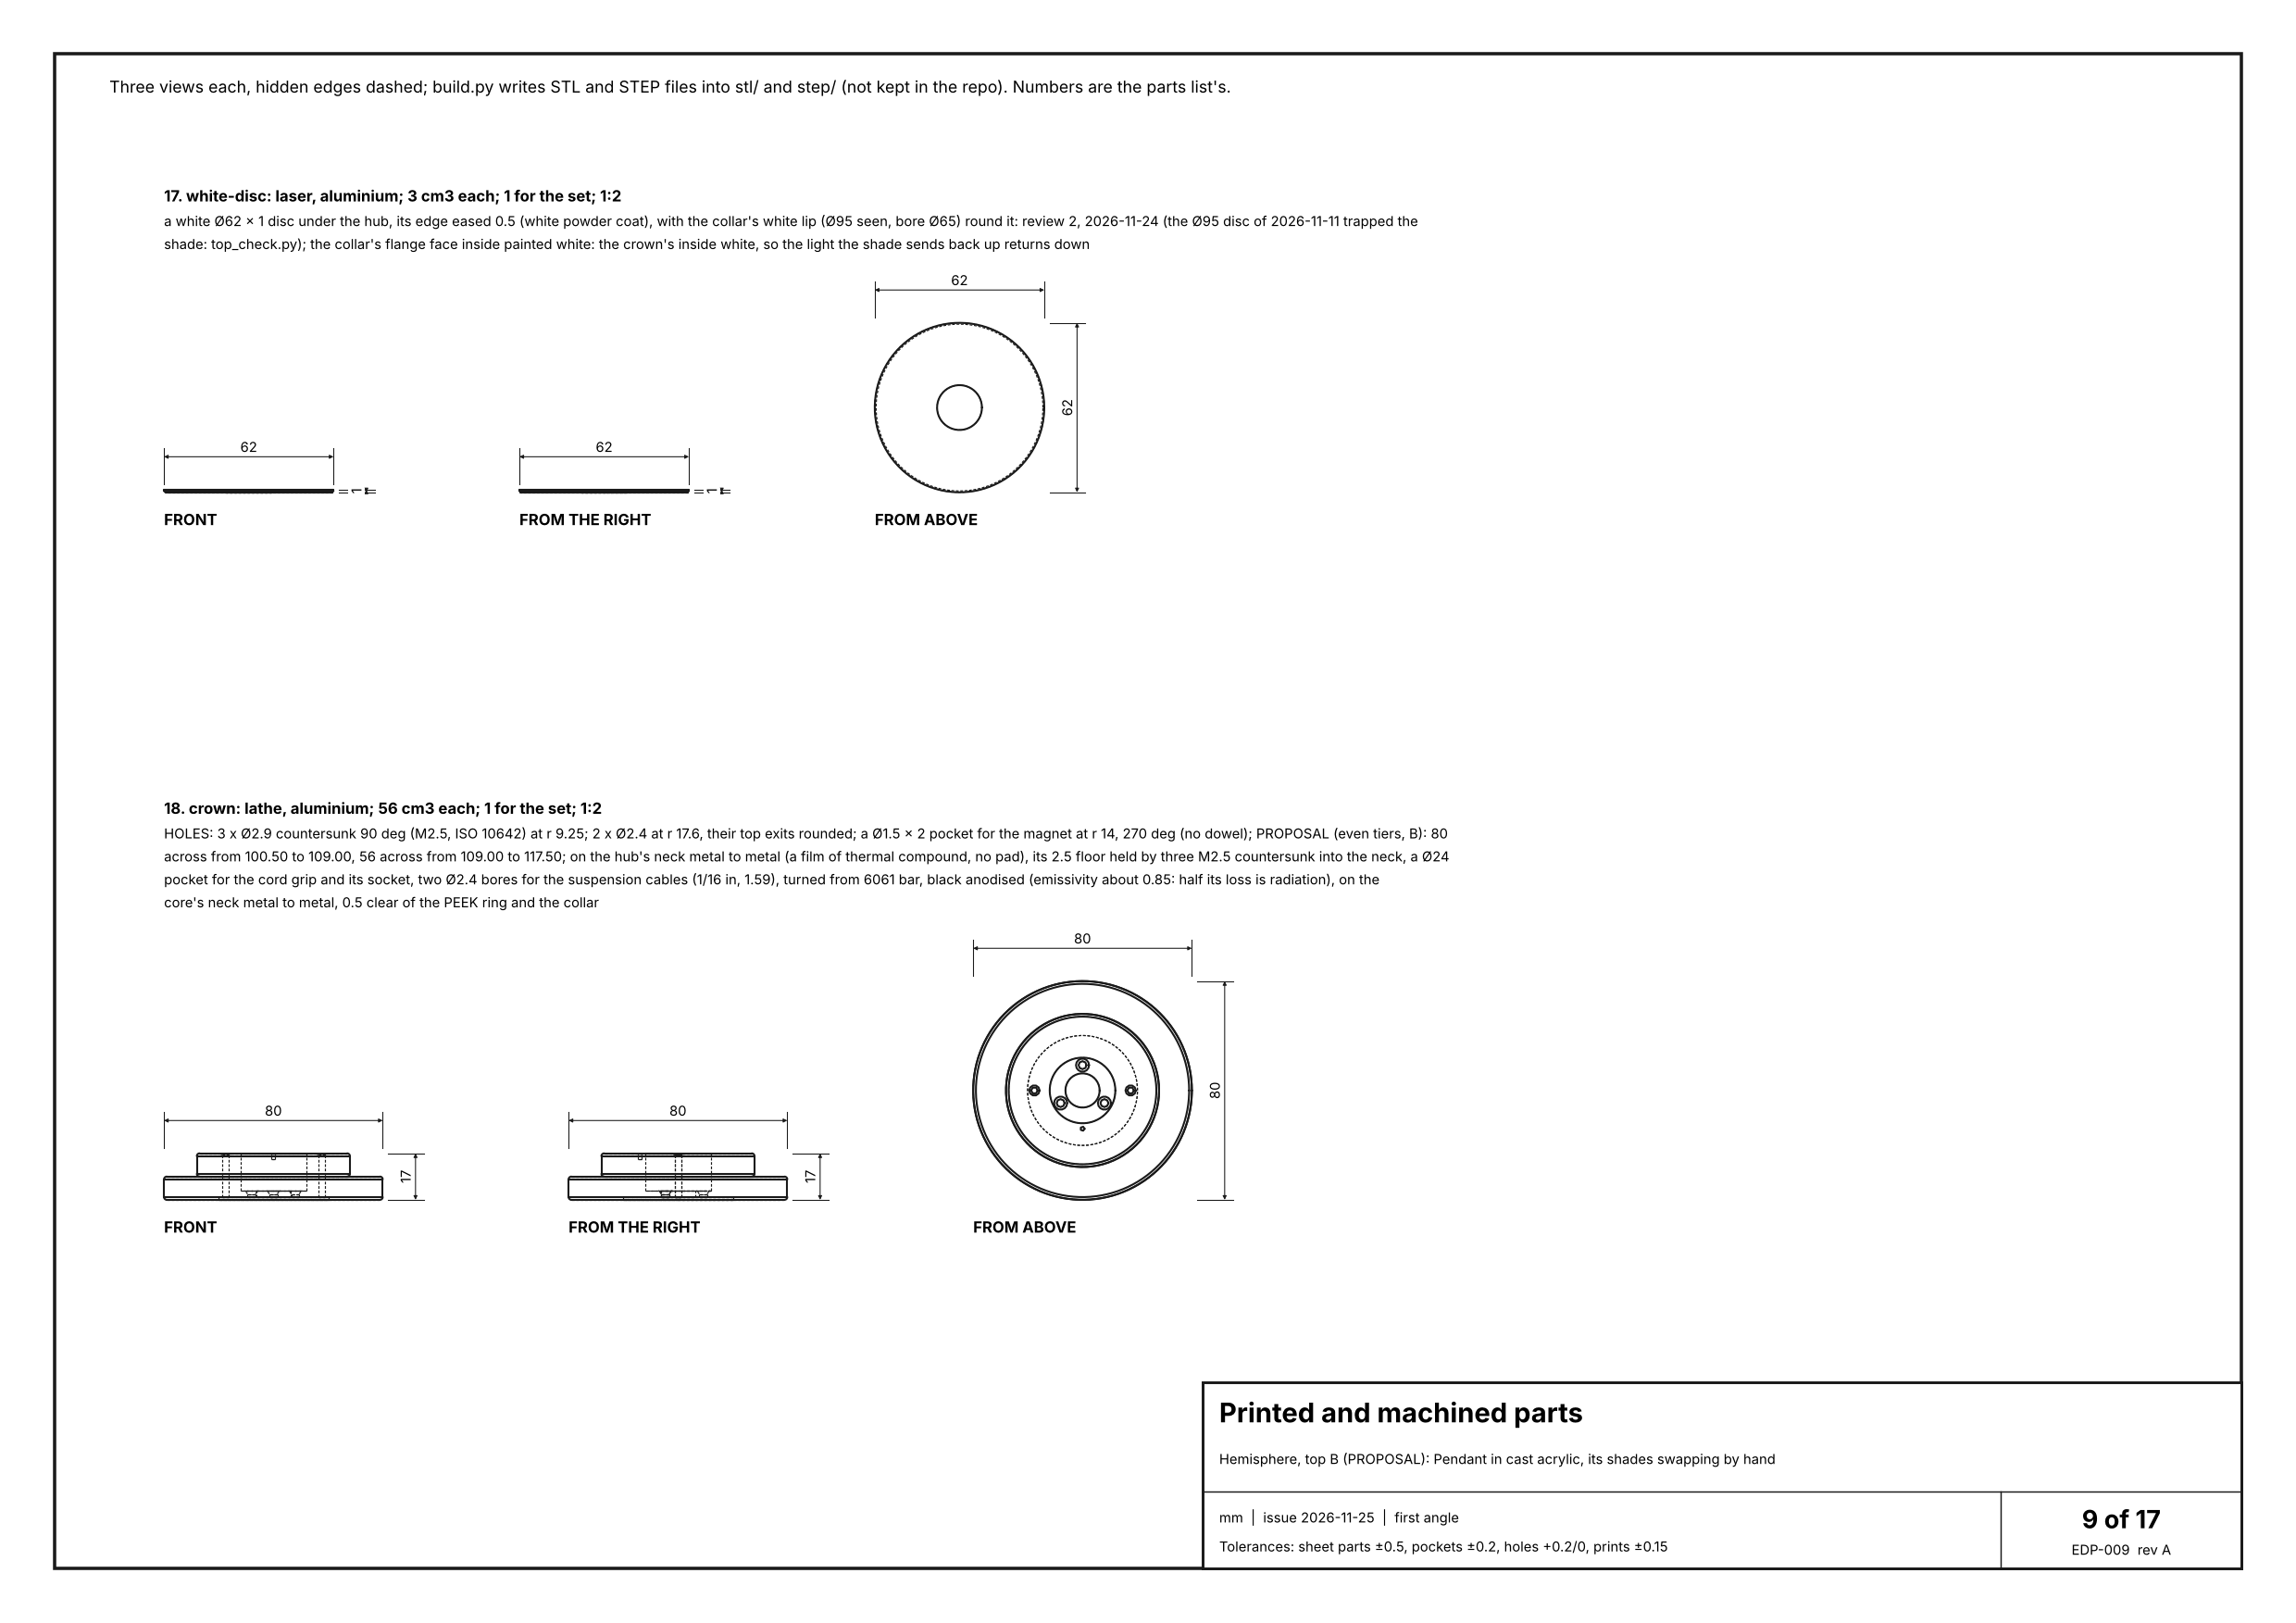 Three views each, hidden edges dashed; build.py writes STL and STEP files into stl/ and step/ (not kept in the repo). Numbers are the parts list's.
17. white-disc: laser, aluminium; 3 cm3 each; 1 for the set; 1:2
a white Ø62 × 1 disc under the hub, its edge eased 0.5 (white powder coat), with the collar's white lip (Ø95 seen, bore Ø65) round it: review 2, 2026-11-24 (the Ø95 disc of 2026-11-11 trapped the
shade: top_check.py); the collar's flange face inside painted white: the crown's inside white, so the light the shade sends back up returns down
62
62
62
62
1
1
FRONT
FROM THE RIGHT
FROM ABOVE
18. crown: lathe, aluminium; 56 cm3 each; 1 for the set; 1:2
HOLES: 3 x Ø2.9 countersunk 90 deg (M2.5, ISO 10642) at r 9.25; 2 x Ø2.4 at r 17.6, their top exits rounded; a Ø1.5 × 2 pocket for the magnet at r 14, 270 deg (no dowel); PROPOSAL (even tiers, B): 80
across from 100.50 to 109.00, 56 across from 109.00 to 117.50; on the hub's neck metal to metal (a film of thermal compound, no pad), its 2.5 floor held by three M2.5 countersunk into the neck, a Ø24
pocket for the cord grip and its socket, two Ø2.4 bores for the suspension cables (1/16 in, 1.59), turned from 6061 bar, black anodised (emissivity about 0.85: half its loss is radiation), on the
core's neck metal to metal, 0.5 clear of the PEEK ring and the collar
80
80
80
80
17
17
FRONT
FROM THE RIGHT
FROM ABOVE
Printed and machined parts
Hemisphere, top B (PROPOSAL): Pendant in cast acrylic, its shades swapping by hand
mm | issue 2026-11-25 | first angle
Tolerances: sheet parts ±0.5, pockets ±0.2, holes +0.2/0, prints ±0.15
9 of 17
EDP-009 rev A